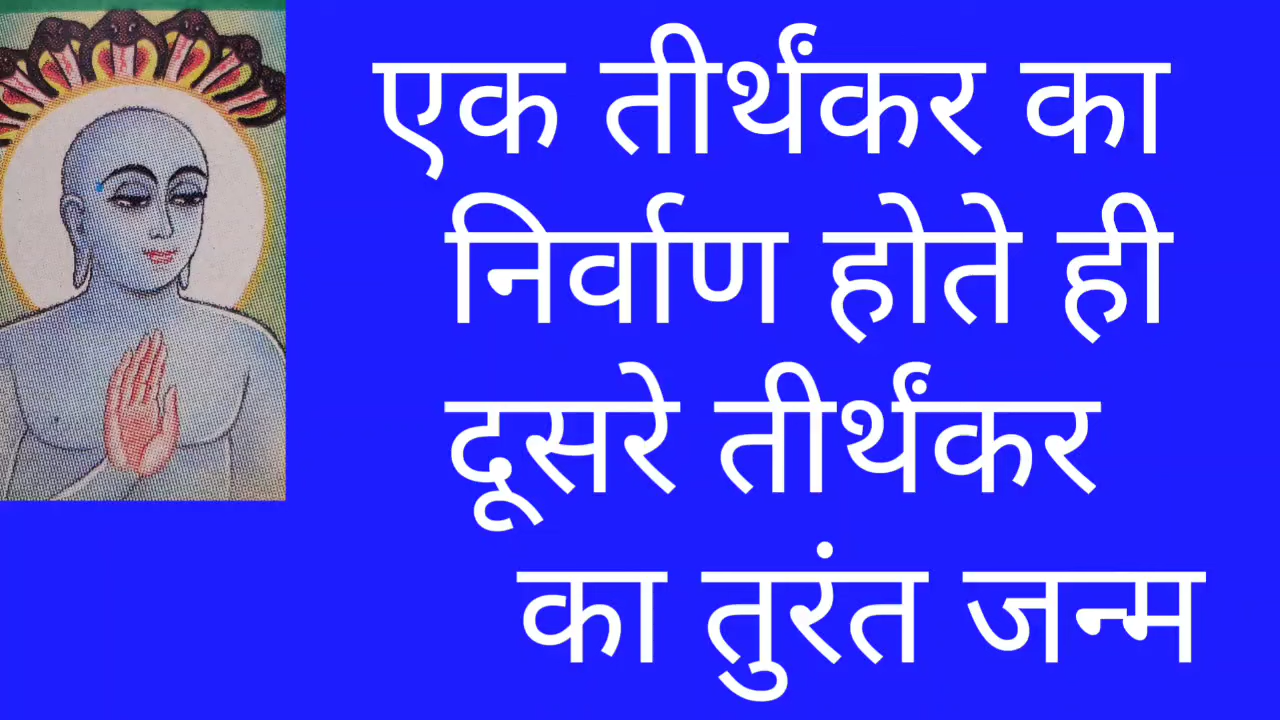 एक तीर्थंकर का
निर्वाण होते ही
दूसरे तीर्थंकर
का तुरंत जन्म